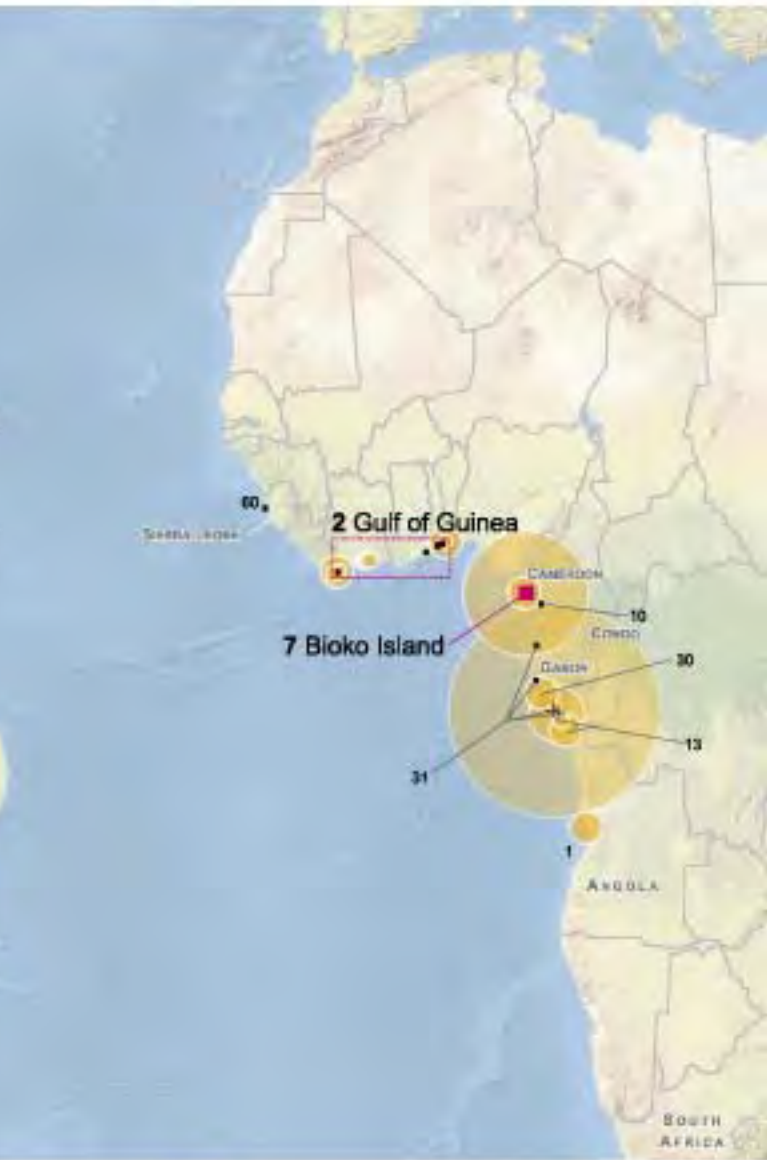 60
SIERRA LEONE
2 Gulf of Guinea
CAMEROON
10
CONGO
7 Bioko Island
30
GABON
13
31
1
ANGOLA
SOUTH
AFRICA